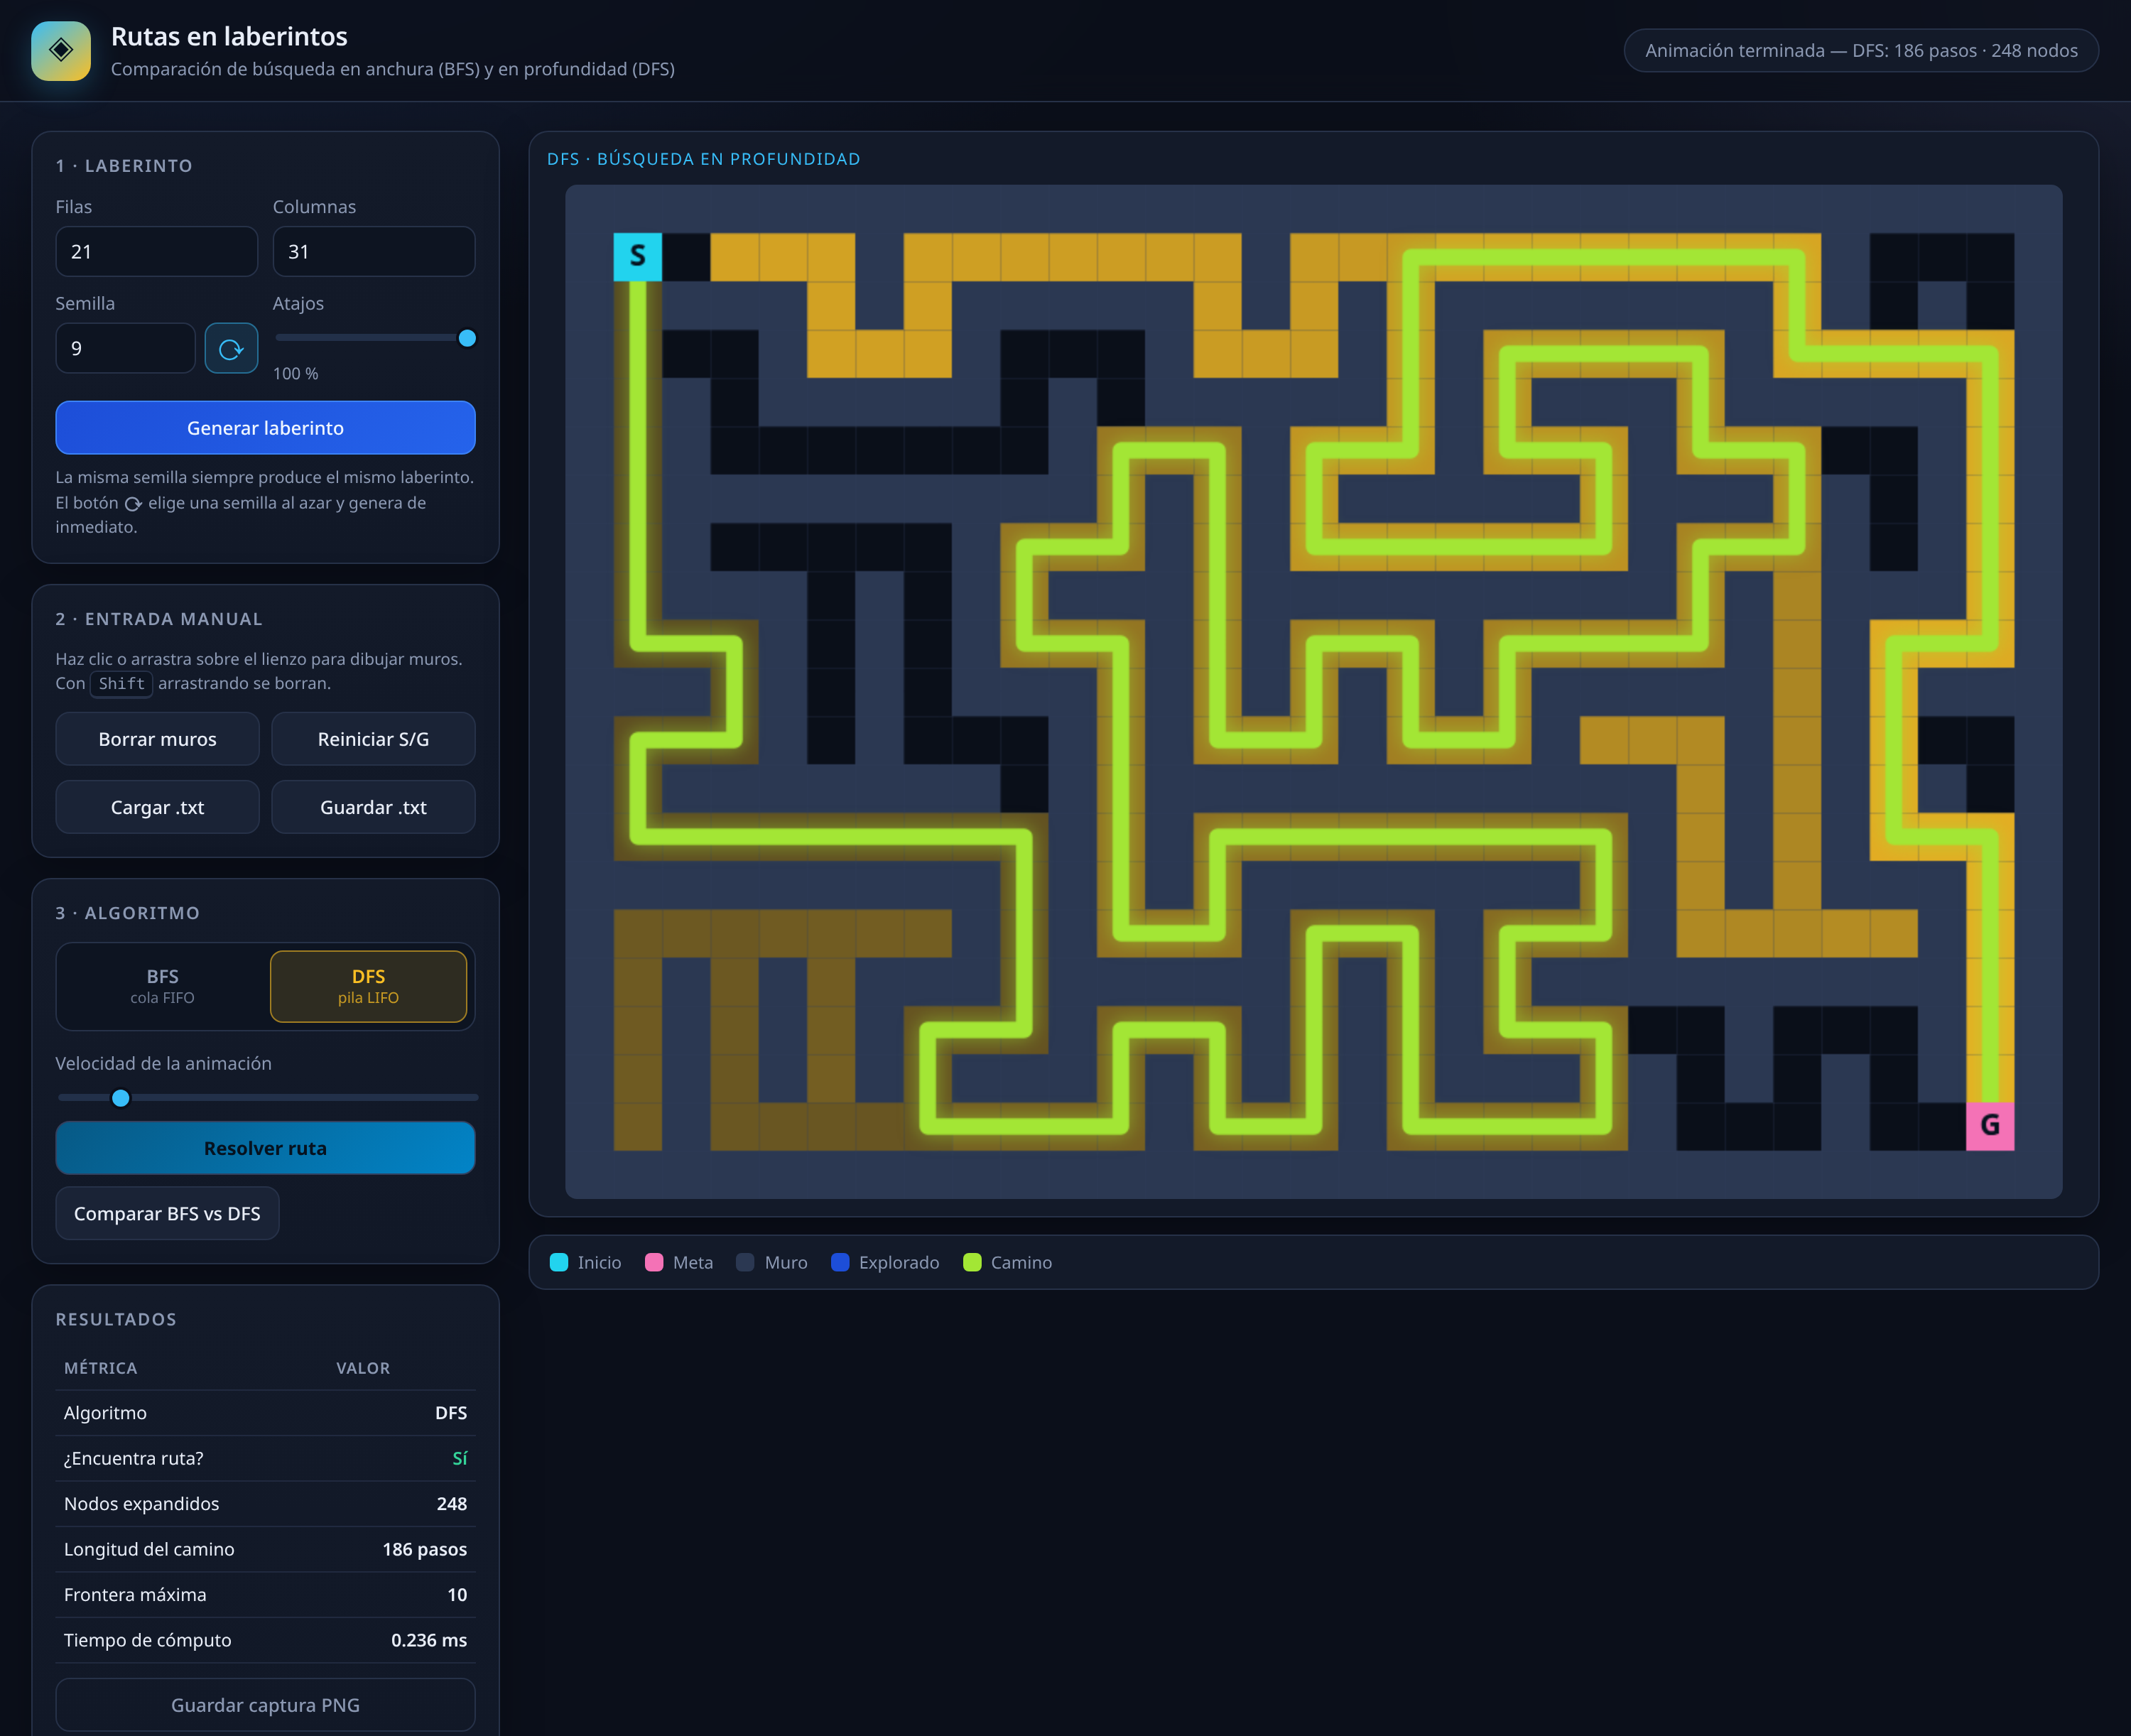 Rutas en laberintos
Comparación de búsqueda en anchura (BFS) y en profundidad (DFS)
Animación terminada — DFS: 186 pasos · 248 nodos
1 · LABERINTO
Filas
Columnas
21
31
Semilla
Atajos
9
100 %
Generar laberinto
La misma semilla siempre produce el mismo laberinto.
El botón ⟳ elige una semilla al azar y genera de
inmediato.
2 · ENTRADA MANUAL
Haz clic o arrastra sobre el lienzo para dibujar muros.
Con Shift arrastrando se borran.
Borrar muros
Reiniciar S/G
Cargar .txt
Guardar .txt
3 · ALGORITMO
BFS
cola FIFO
DFS
pila LIFO
Velocidad de la animación
Resolver ruta
Comparar BFS vs DFS
RESULTADOS
MÉTRICA VALOR
Algoritmo DFS
¿Encuentra ruta? Sí
Nodos expandidos 248
Longitud del camino 186 pasos
Frontera máxima 10
Tiempo de cómputo 0.236 ms
Guardar captura PNG
DFS · BÚSQUEDA EN PROFUNDIDAD
S
G
Inicio
Meta
Muro
Explorado
Camino